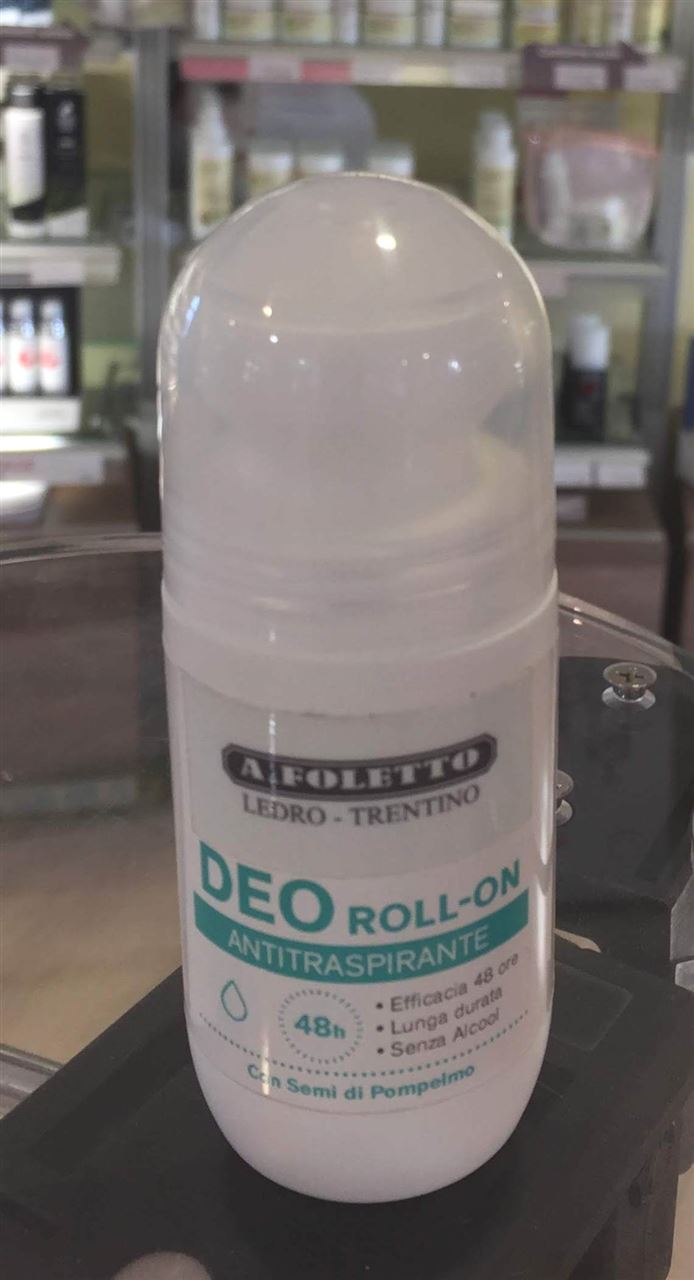 A. FOLETTO
LEDRO - TRENTINO
DEO ROLL-ON
ANTITRASPIRANTE
48h
• Efficacia 48 ore
• Lunga durata
• Senza Alcool
Con Semi di Pompelmo